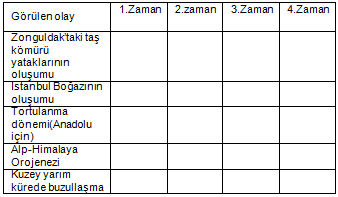 Görülen olay 1.Zaman 2.zaman 3.Zaman 4.Zaman
Zonguldak'taki taş
kömürü
yataklarının
oluşumu
İstanbul Boğazının
oluşumu
Tortulanma
dönemi(Anadolu
için)
Alp-Himalaya
Orojenezi
Kuzey yarım
kürede buzullaşma